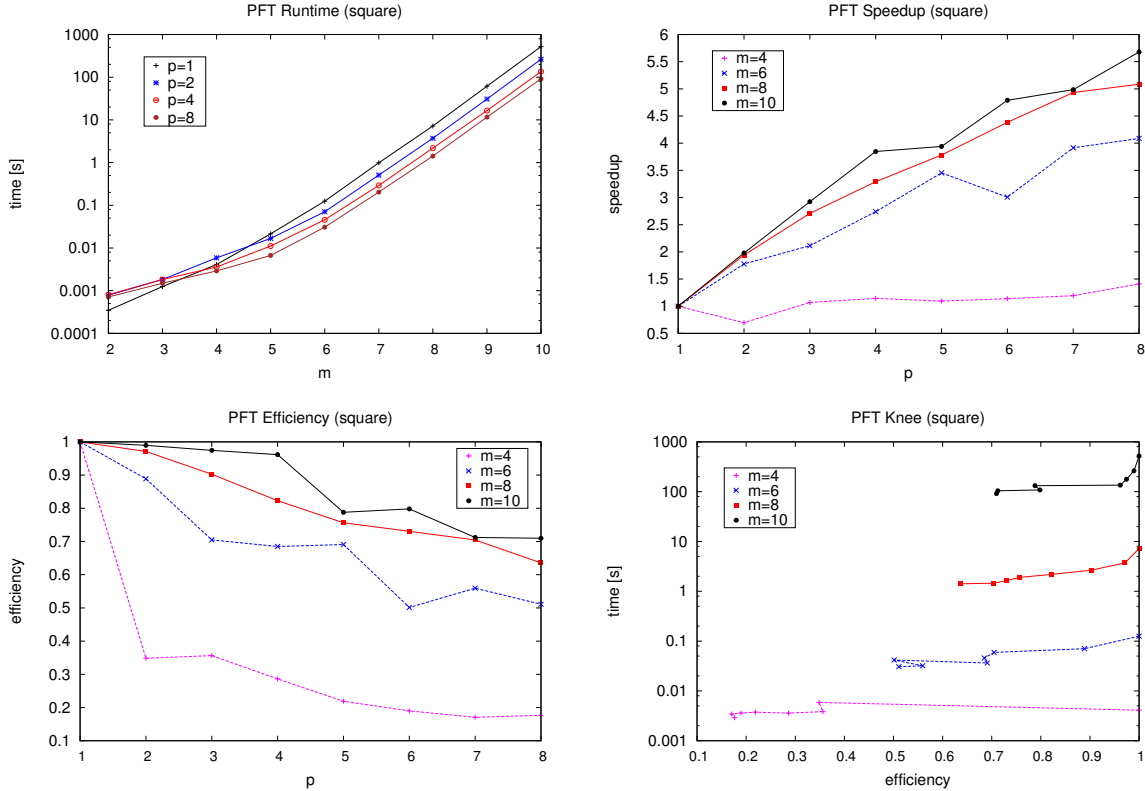 PFT Runtime (square)
1000
100
10
1
0.1
0.01
0.001
0.0001
time [s]
p=1
p=2
p=4
p=8
2 3 4 5 6 7 8 9 10
m
PFT Speedup (square)
6
5.5
5
4.5
4
3.5
3
2.5
2
1.5
1
0.5
speedup
m=4
m=6
m=8
m=10
1 2 3 4 5 6 7 8
p
PFT Efficiency (square)
1
0.9
0.8
0.7
0.6
0.5
0.4
0.3
0.2
0.1
efficiency
m=4
m=6
m=8
m=10
1 2 3 4 5 6 7 8
p
PFT Knee (square)
1000
100
10
1
0.1
0.01
0.001
time [s]
m=4
m=6
m=8
m=10
0.1 0.2 0.3 0.4 0.5 0.6 0.7 0.8 0.9 1
efficiency